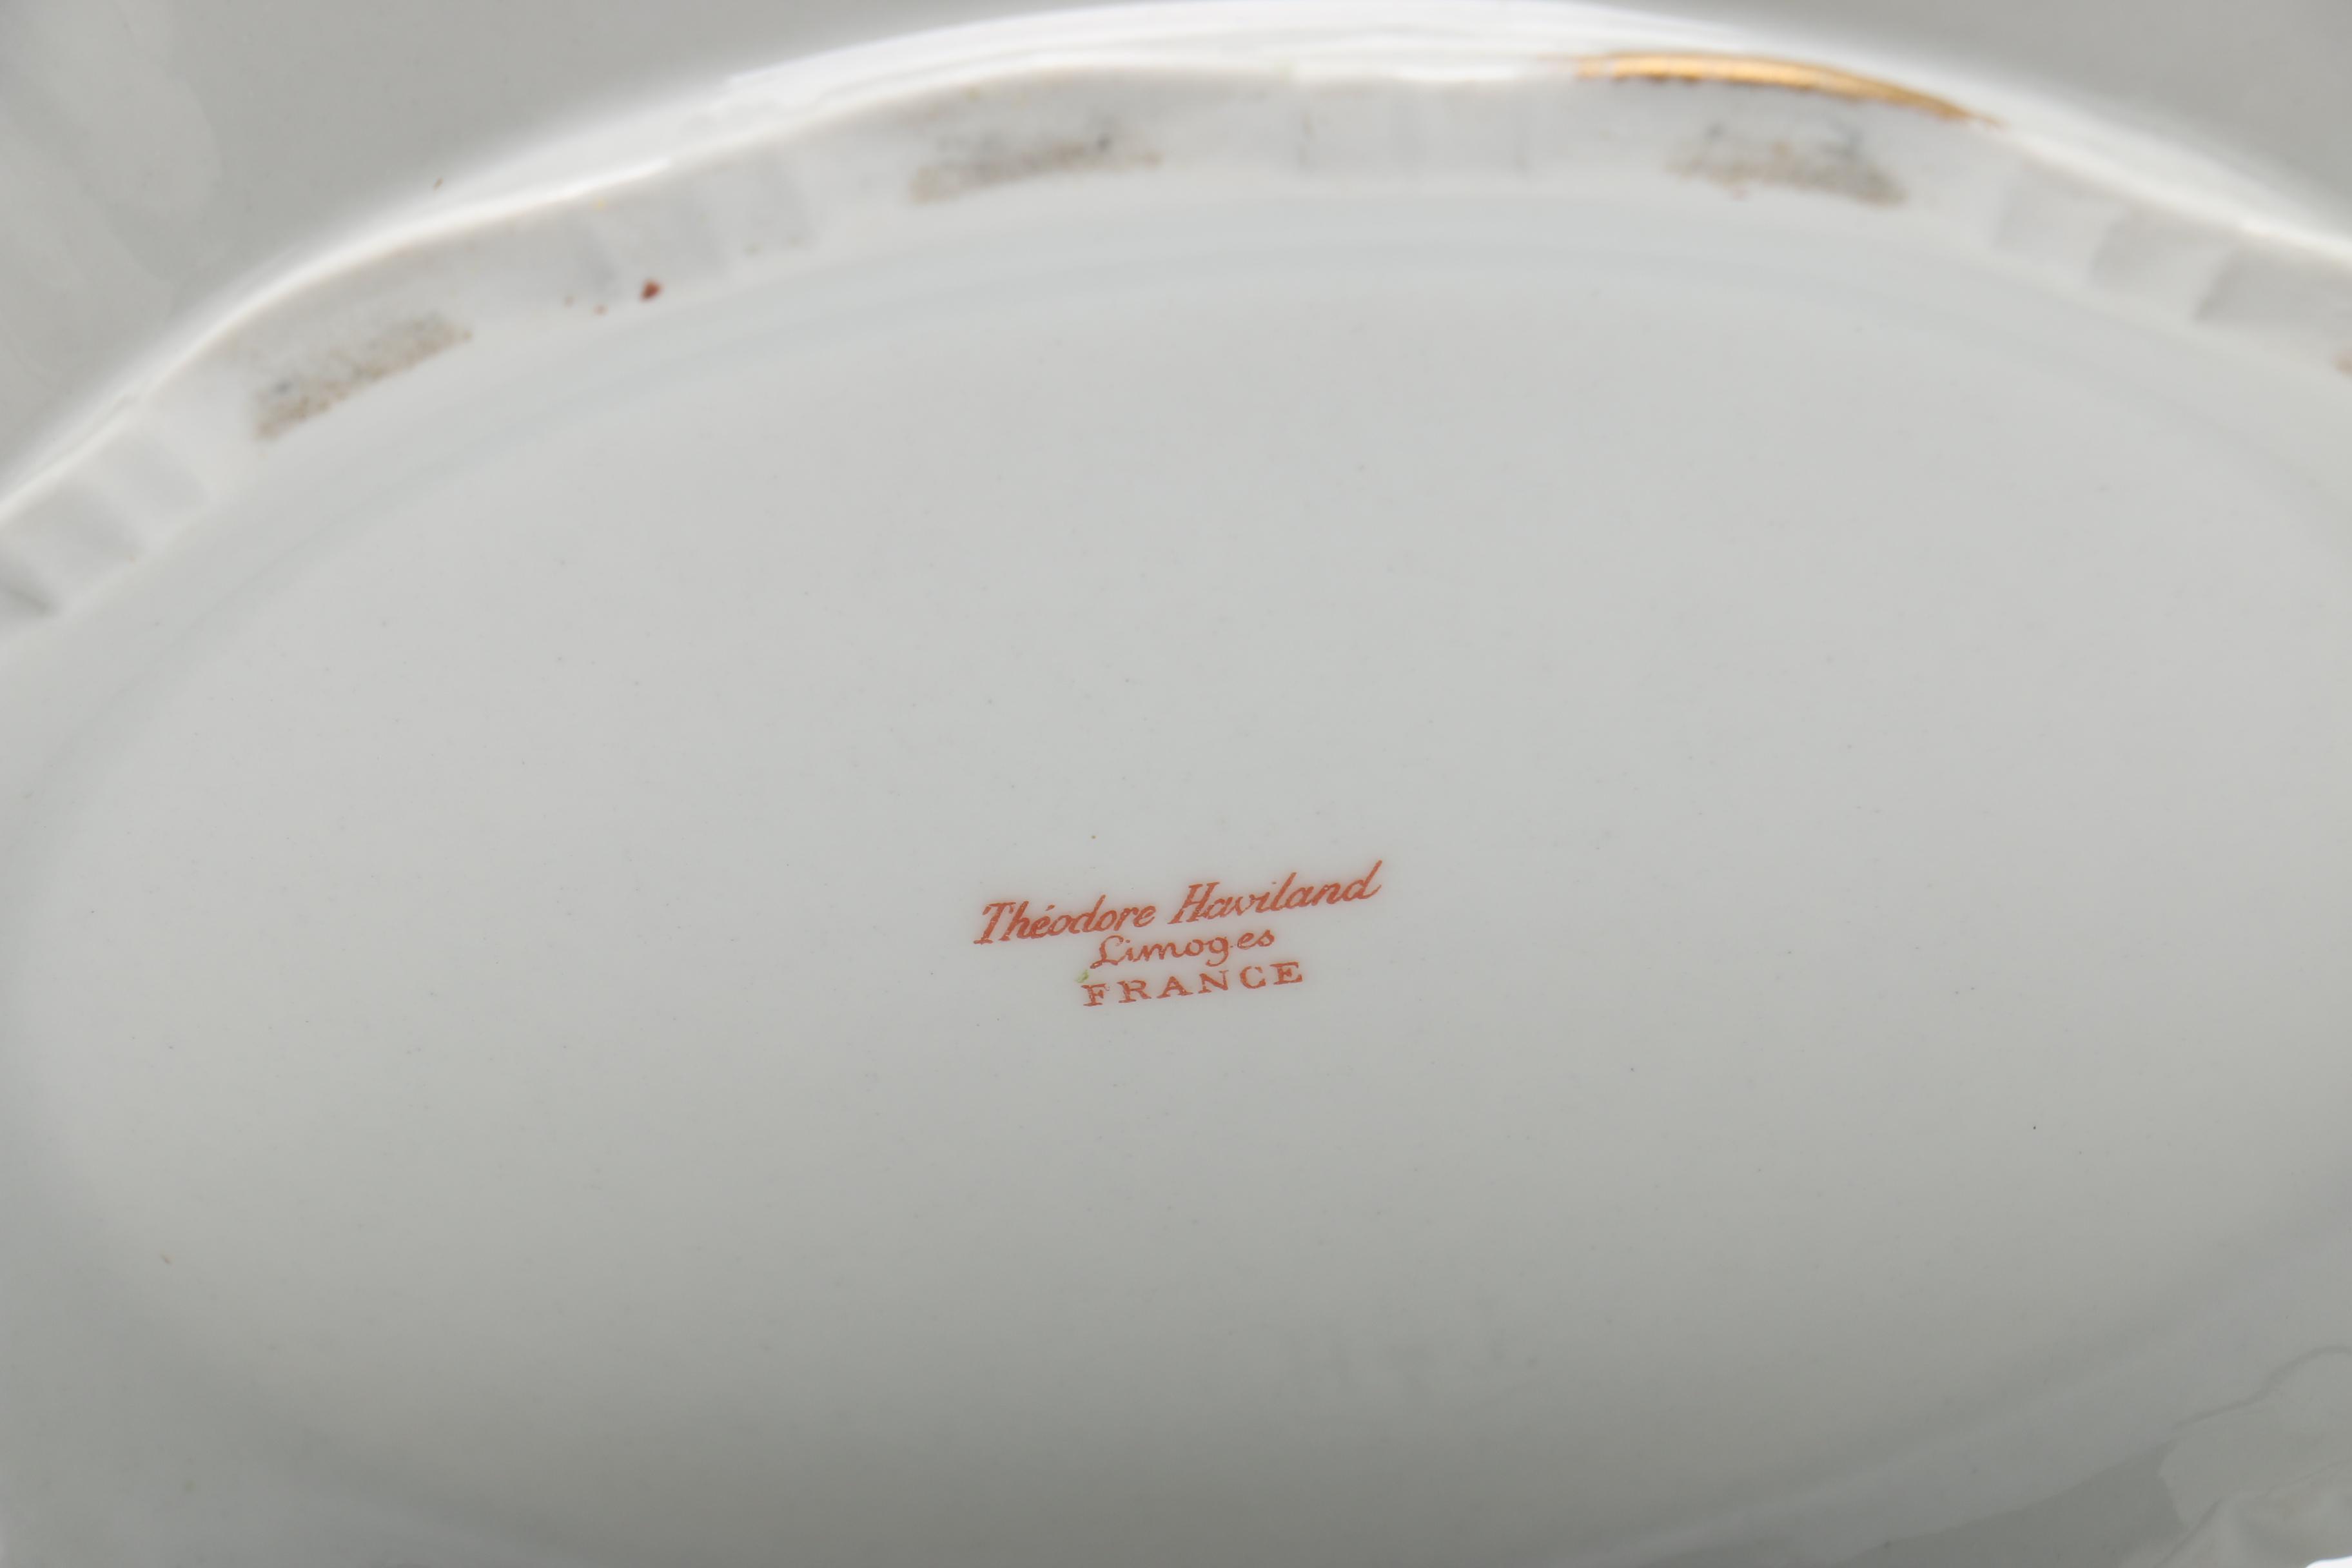 Théodore Haviland
Limoges
FRANCE